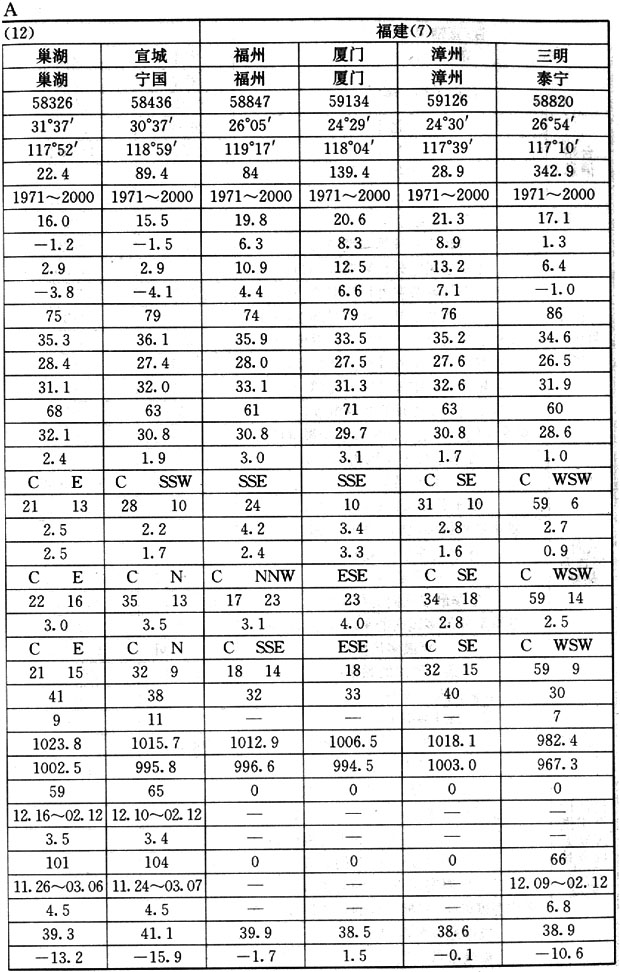 A
(12) 福建(7)
巢湖 宣城 福州 厦门 漳州 三明
巢湖 宁国 福州 厦门 漳州 泰宁
58326 58436 58847 59134 59126 58820
31°37′ 30°37′ 26°05′ 24°29′ 24°30′ 26°54′
117°52′ 118°59′ 119°17′ 118°04′ 117°39′ 117°10′
22.4 89.4 84 139.4 28.9 342.9
1971～2000 1971～2000 1971～2000 1971～2000 1971～2000 1971～2000
16.0 15.5 19.8 20.6 21.3 17.1
-1.2 -1.5 6.3 8.3 8.9 1.3
2.9 2.9 10.9 12.5 13.2 6.4
-3.8 -4.1 4.4 6.6 7.1 -1.0
75 79 74 79 76 86
35.3 36.1 35.9 33.5 35.2 34.6
28.4 27.4 28.0 27.5 27.6 26.5
31.1 32.0 33.1 31.3 32.6 31.9
68 63 61 71 63 60
32.1 30.8 30.8 29.7 30.8 28.6
2.4 1.9 3.0 3.1 1.7 1.0
C E C SSW SSE SSE C SE C WSW
21 13 28 10 24 10 31 10 59 6
2.5 2.2 4.2 3.4 2.8 2.7
2.5 1.7 2.4 3.3 1.6 0.9
C E C N C NNW ESE C SE C WSW
22 16 35 13 17 23 23 34 18 59 14
3.0 3.5 3.1 4.0 2.8 2.5
C E C N C SSE ESE C SE C WSW
21 15 32 9 18 14 18 32 15 59 9
41 38 32 33 40 30
9 11 — — — 7
1023.8 1015.7 1012.9 1006.5 1018.1 982.4
1002.5 995.8 996.6 994.5 1003.0 967.3
59 65 0 0 0 0
12.16～02.12 12.10～02.12 — — — —
3.5 3.4 — — — —
101 104 0 0 0 66
11.26～03.06 11.24～03.07 — — — 12.09～02.12
4.5 4.5 — — — 6.8
39.3 41.1 39.9 38.5 38.6 38.9
-13.2 -15.9 -1.7 1.5 -0.1 -10.6